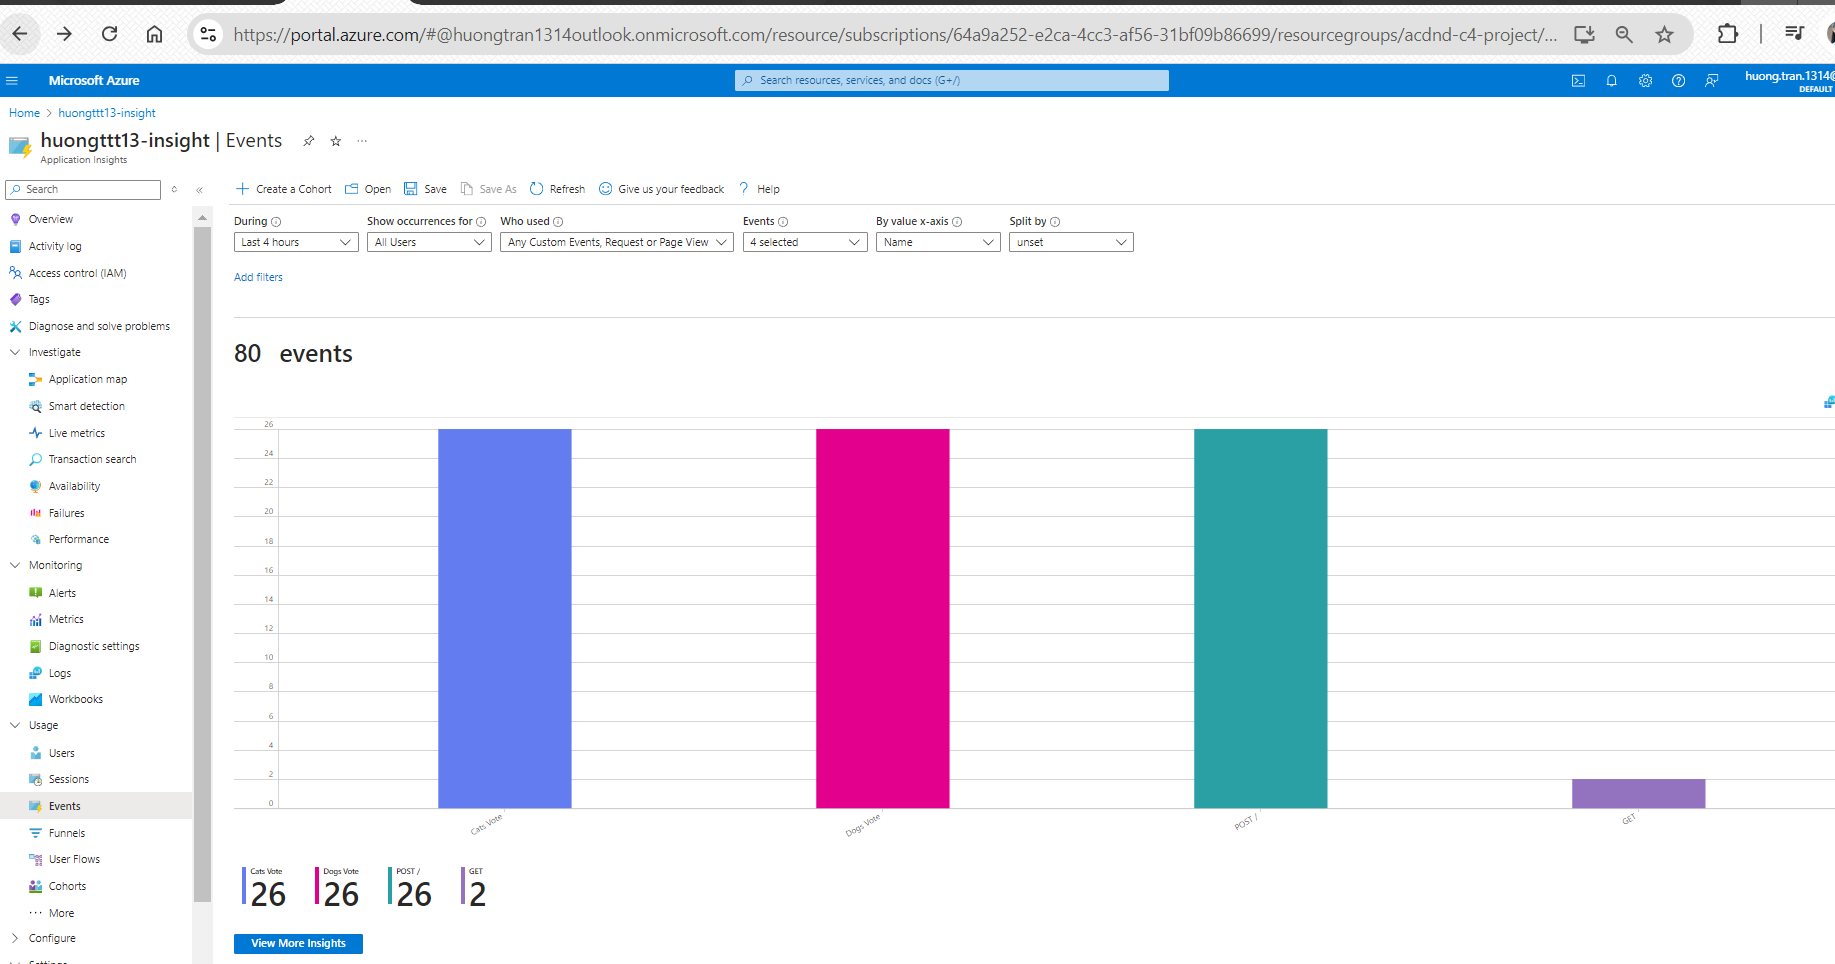 https://portal.azure.com/#@huongtran1314outlook.onmicrosoft.com/resource/subscriptions/64a9a252-e2ca-4cc3-af56-31bf09b86699/resourcegroups/acdnd-c4-project/...
Microsoft Azure
Search resources, services, and docs (G+/)
huong.tran.1314@
DEFAULT
Home > huongttt13-insight
huongttt13-insight | Events
Application Insights
Search
Create a Cohort Open Save Save As Refresh Give us your feedback Help
Overview
Activity log
Access control (IAM)
Tags
Diagnose and solve problems
Investigate
Application map
Smart detection
Live metrics
Transaction search
Availability
Failures
Performance
Monitoring
Alerts
Metrics
Diagnostic settings
Logs
Workbooks
Usage
Users
Sessions
Events
Funnels
User Flows
Cohorts
More
Configure
Settings
During Show occurrences for Who used Events By value x-axis Split by
Last 4 hours All Users Any Custom Events, Request or Page View 4 selected Name unset
Add filters
80 events
26
24
22
20
18
16
14
12
10
8
6
4
2
0
Cats Vote Dogs Vote POST / GET
Cats Vote Dogs Vote POST / GET
26 26 26 2
View More Insights